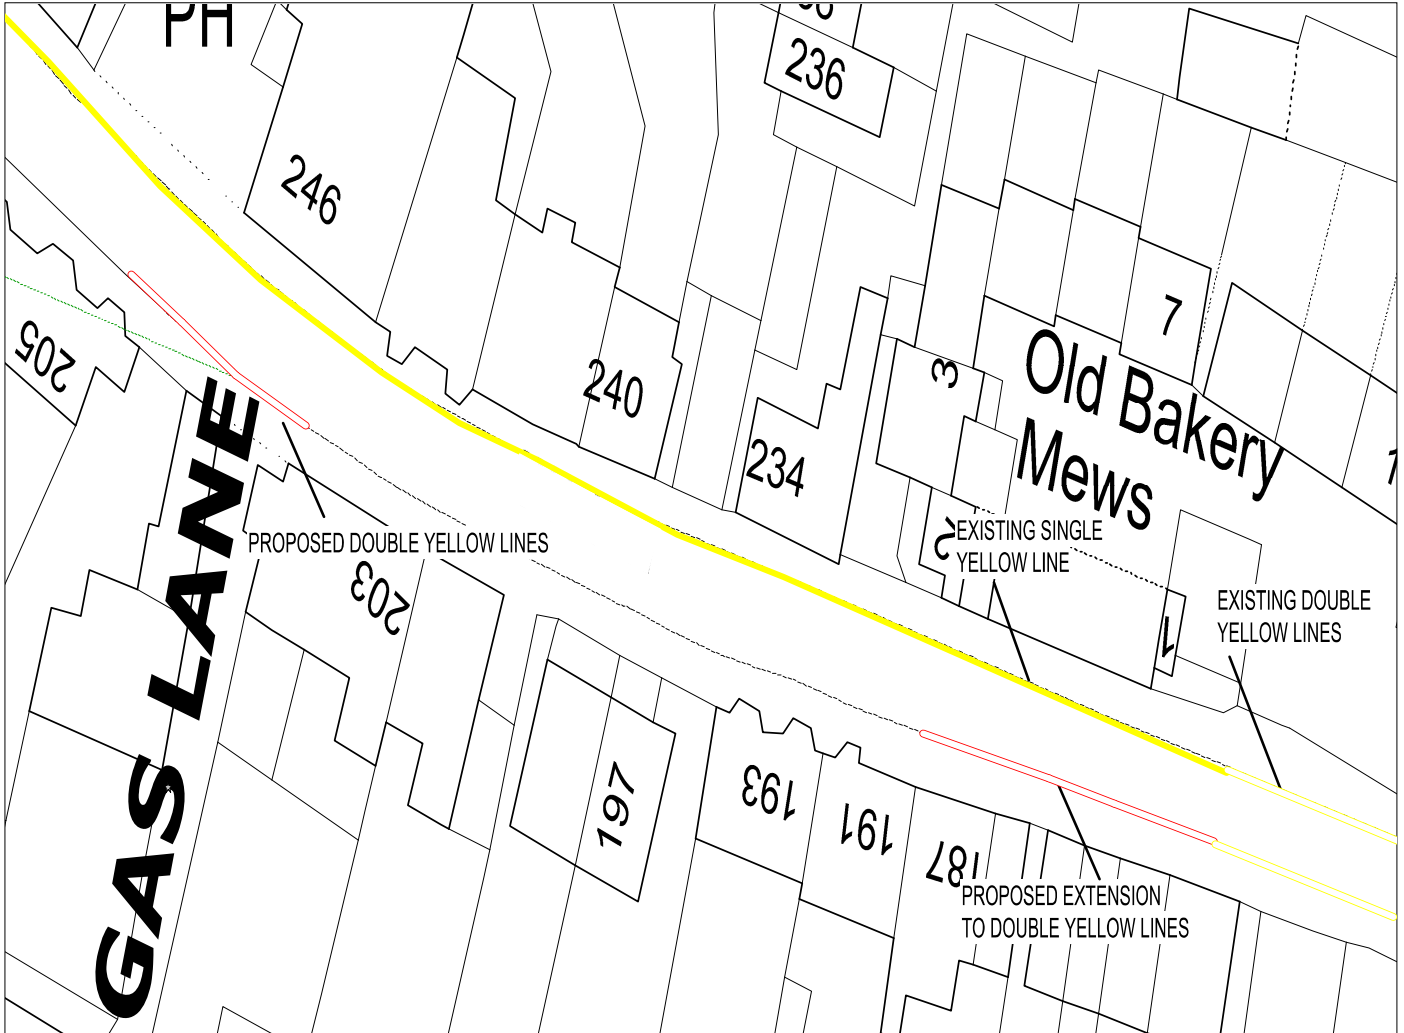 PH
236
246
7
240
3
Old Bakery
Mews
205
234
EXISTING SINGLE
YELLOW LINE
2
PROPOSED DOUBLE YELLOW LINES
EXISTING DOUBLE
YELLOW LINES
203
1
GAS LANE
197
193
191
187
PROPOSED EXTENSION
TO DOUBLE YELLOW LINES